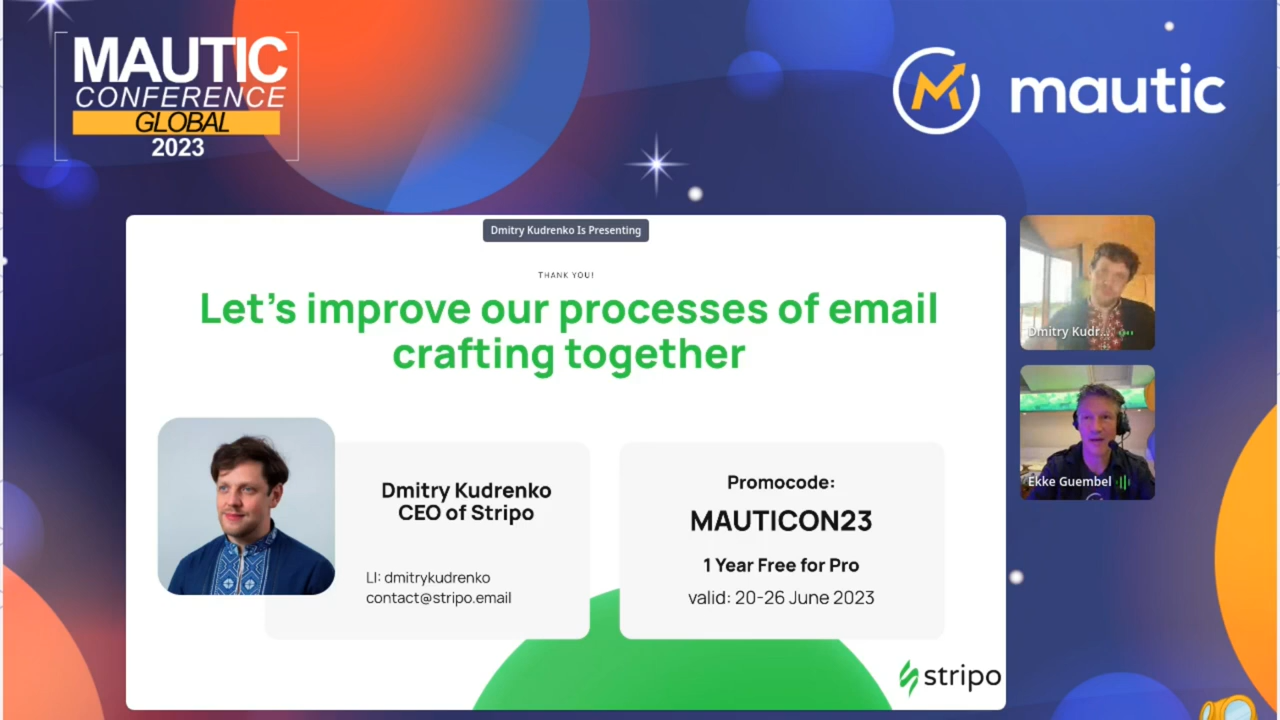 MAUTIC
CONFERENCE
GLOBAL
2023
mautic
Dmitry Kudrenko Is Presenting
THANK YOU!
Let's improve our processes of email
crafting together
Dmitry Kudrenko
CEO of Stripo
LI: dmitrykudrenko
contact@stripo.email
Promocode:
MAUTICON23
1 Year Free for Pro
valid: 20-26 June 2023
stripo
Dmitry Kudr...
Ekke Guembel